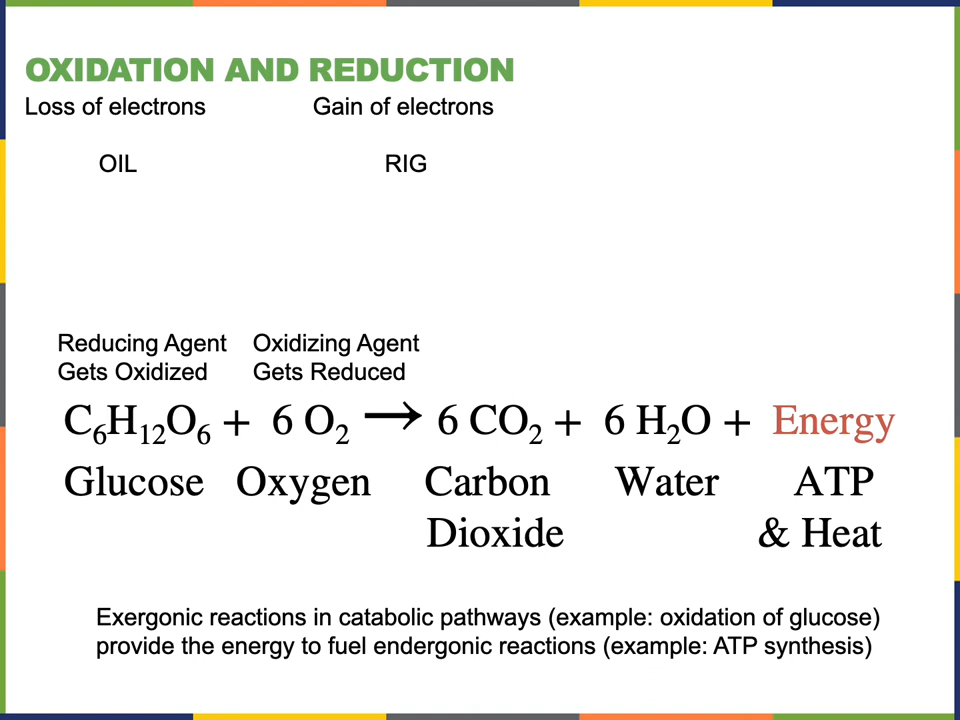 OXIDATION AND REDUCTION
Loss of electrons Gain of electrons
OIL RIG
Reducing Agent Oxidizing Agent
Gets Oxidized Gets Reduced
C₆H₁₂O₆ + 6 O₂ → 6 CO₂ + 6 H₂O + Energy
Glucose Oxygen Carbon Water ATP
Dioxide & Heat
Exergonic reactions in catabolic pathways (example: oxidation of glucose)
provide the energy to fuel endergonic reactions (example: ATP synthesis)